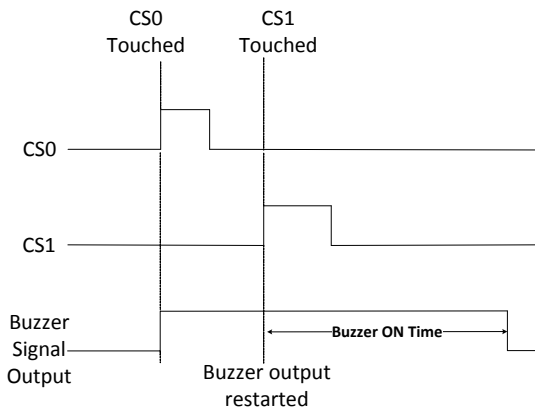 CS0
Touched
CS1
Touched
CS0
CS1
Buzzer
Signal
Output
Buzzer ON Time
Buzzer output
restarted